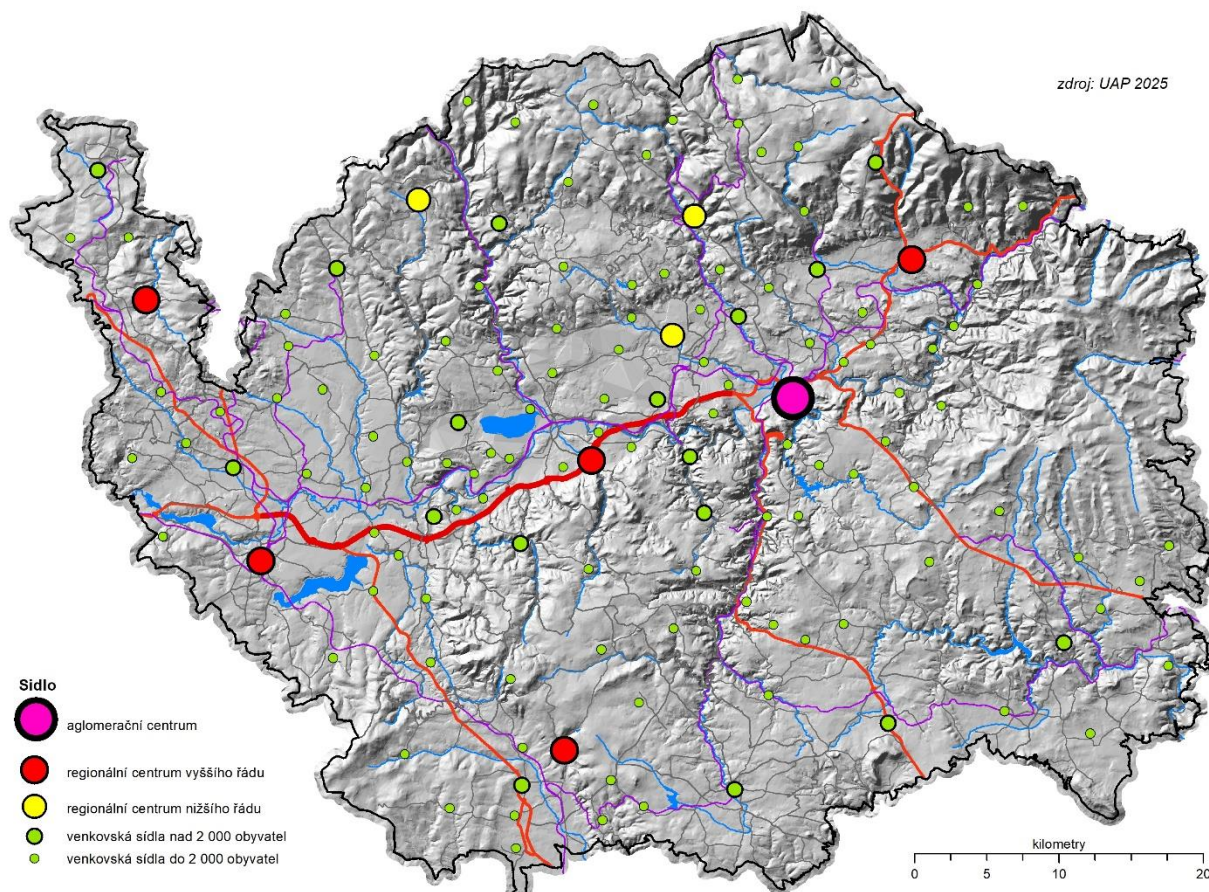 zdroj: UAP 2025
Sídlo
aglomerační centrum
regionální centrum vyššího řádu
regionální centrum nižšího řádu
venkovská sídla nad 2 000 obyvatel
venkovská sídla do 2 000 obyvatel
kilometry
0 5 10 15 20